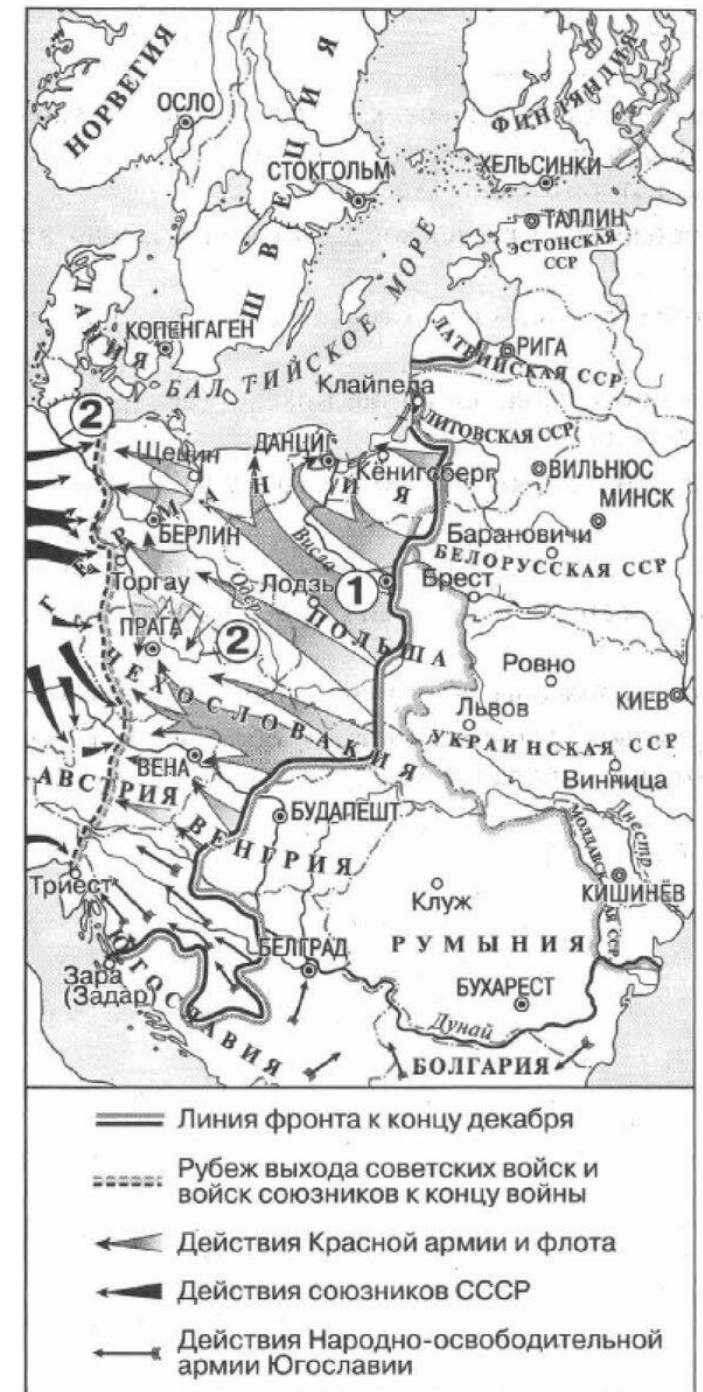 НОРВЕГИЯ
ОСЛО
ШВЕЦИЯ
СТОКГОЛЬМ
ФИНЛЯНДИЯ
ХЕЛЬСИНКИ
ТАЛЛИН
ЭСТОНСКАЯ
ССР
ДАНИЯ
КОПЕНГАГЕН
БАЛТИЙСКОЕ МОРЕ
РИГА
ЛАТВИЙСКАЯ ССР
Клайпеда
ЛИТОВСКАЯ ССР
2
Щецин
ДАНЦИГ
Кёнигсберг
ВИЛЬНЮС
МИНСК
ГЕРМАНИЯ
БЕРЛИН
Висла
Барановичи
БЕЛОРУССКАЯ ССР
Торгау
Одер
Лодзь
1
Брест
ПРАГА
2
ПОЛЬША
Ровно
КИЕВ
ЧЕХОСЛОВАКИЯ
Львов
УКРАИНСКАЯ ССР
Винница
ВЕНА
АВСТРИЯ
БУДАПЕШТ
ВЕНГРИЯ
Днестр
МОЛДАВСКАЯ ССР
Триест
Клуж
КИШИНЁВ
РУМЫНИЯ
БЕЛГРАД
Зара
(Задар)
ЮГОСЛАВИЯ
БУХАРЕСТ
Дунай
БОЛГАРИЯ
Линия фронта к концу декабря
Рубеж выхода советских войск и
войск союзников к концу войны
Действия Красной армии и флота
Действия союзников СССР
Действия Народно-освободительной
армии Югославии